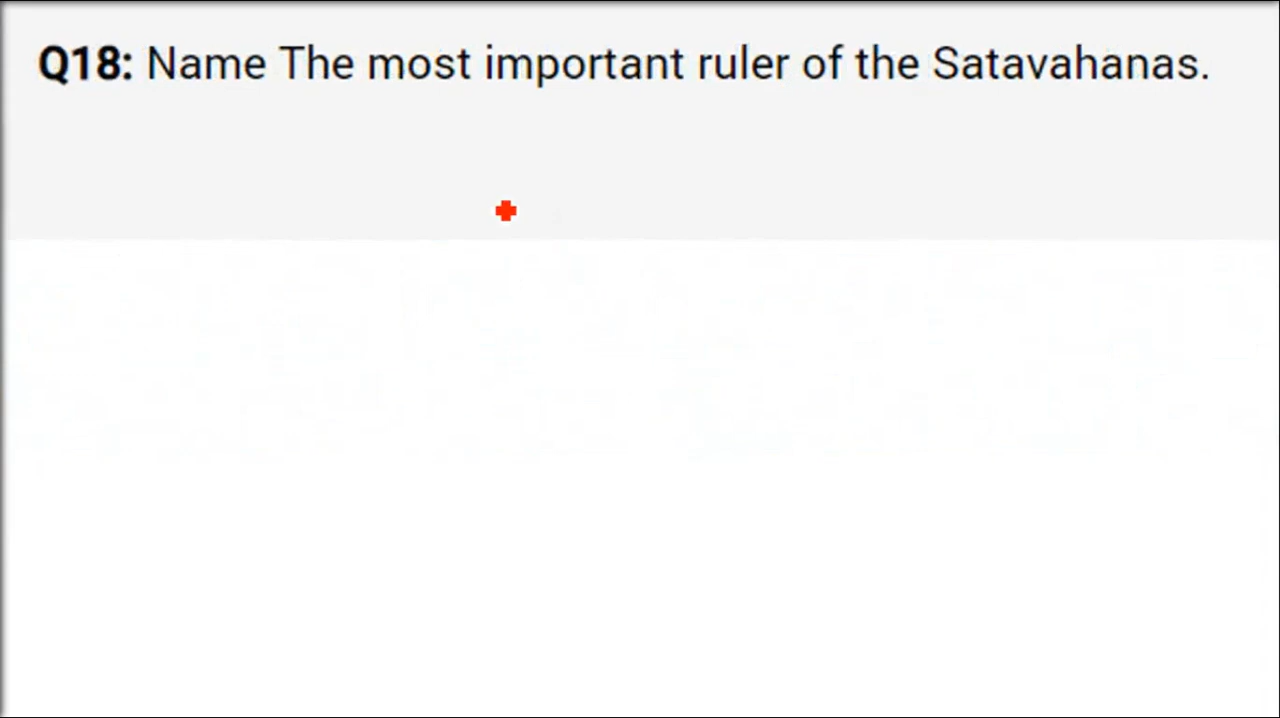 Q18: Name The most important ruler of the Satavahanas.